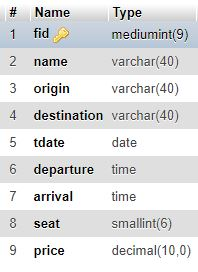 # Name Type
1 fid mediumint(9)
2 name varchar(40)
3 origin varchar(40)
4 destination varchar(40)
5 tdate date
6 departure time
7 arrival time
8 seat smallint(6)
9 price decimal(10,0)